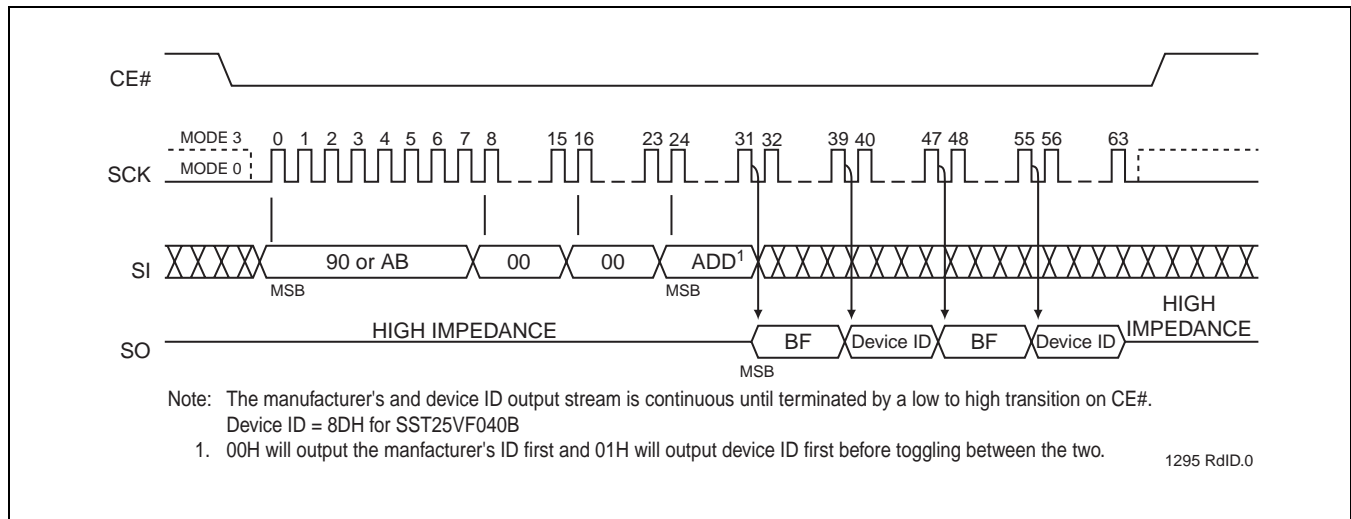 CE#
MODE 3 0 1 2 3 4 5 6 7 8 15 16 23 24 31 32 39 40 47 48 55 56 63
SCK MODE 0
SI 90 or AB 00 00 ADD1
MSB MSB
HIGH
HIGH IMPEDANCE IMPEDANCE
SO BF Device ID BF Device ID
MSB
Note: The manufacturer's and device ID output stream is continuous until terminated by a low to high transition on CE#.
Device ID = 8DH for SST25VF040B
1. 00H will output the manfacturer's ID first and 01H will output device ID first before toggling between the two.
1295 RdID.0